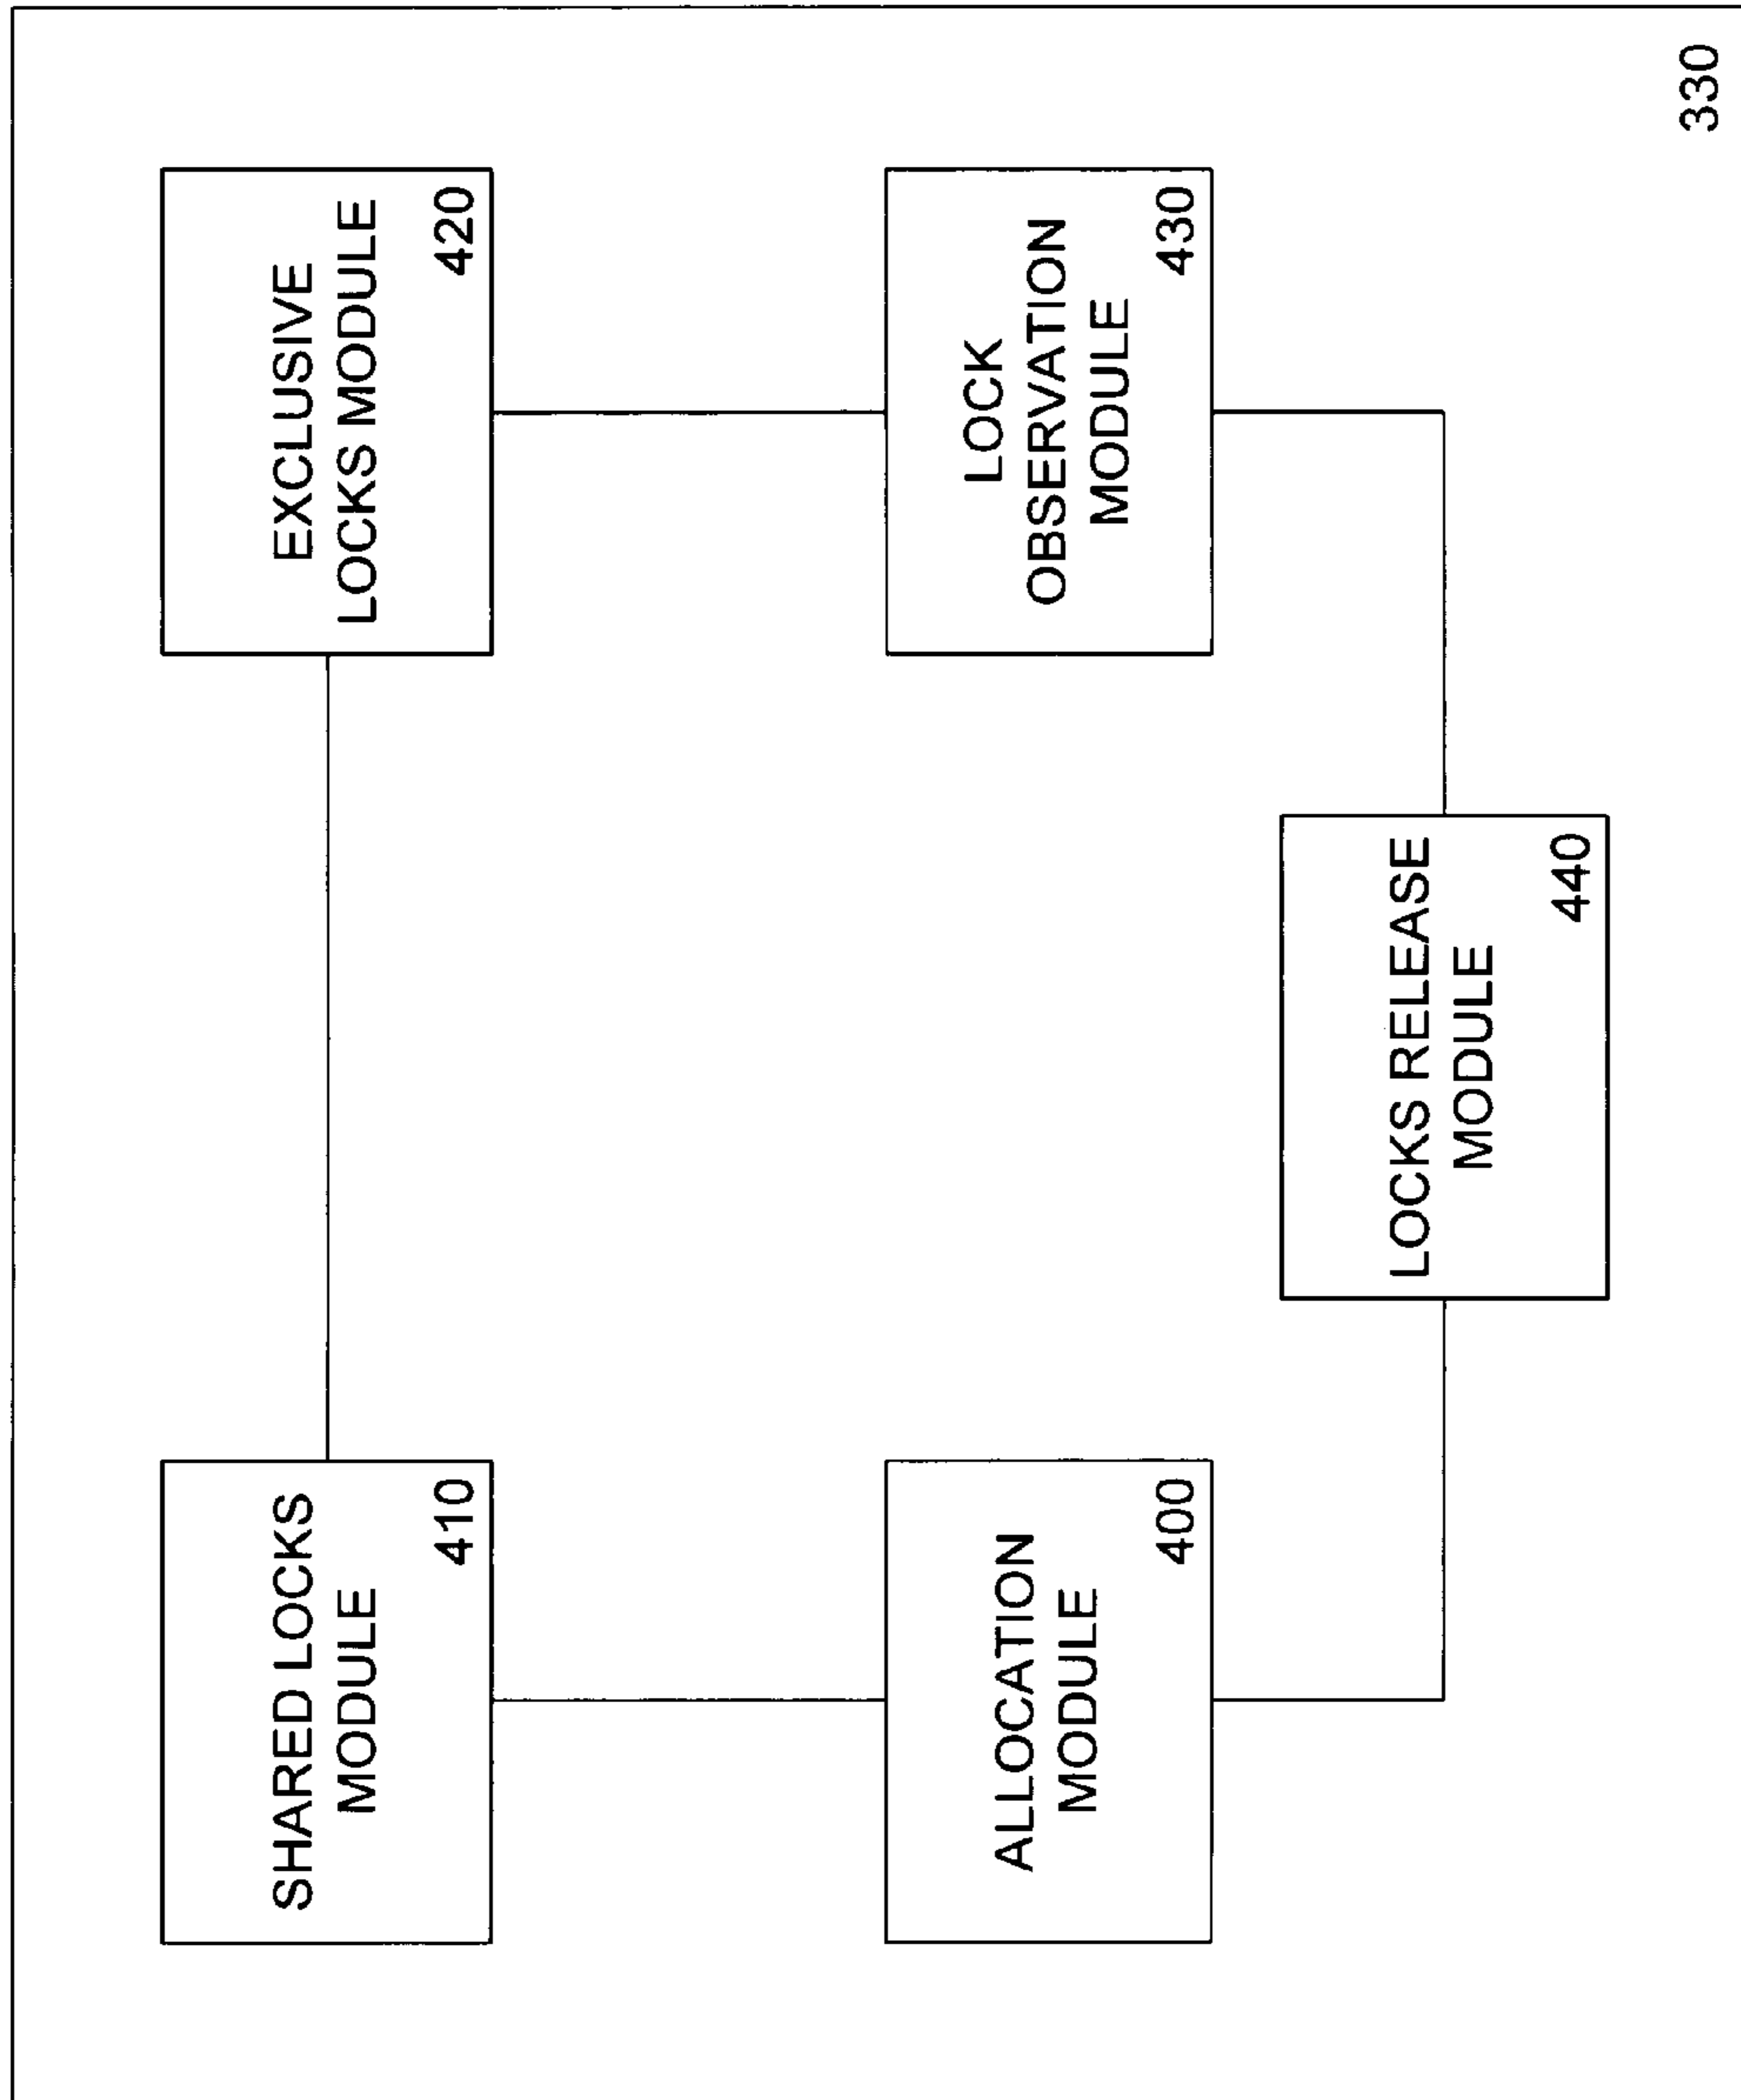 SHARED LOCKS
MODULE
410
EXCLUSIVE
LOCKS MODULE
420
ALLOCATION
MODULE
400
LOCK
OBSERVATION
MODULE
430
LOCKS RELEASE
MODULE
440
330